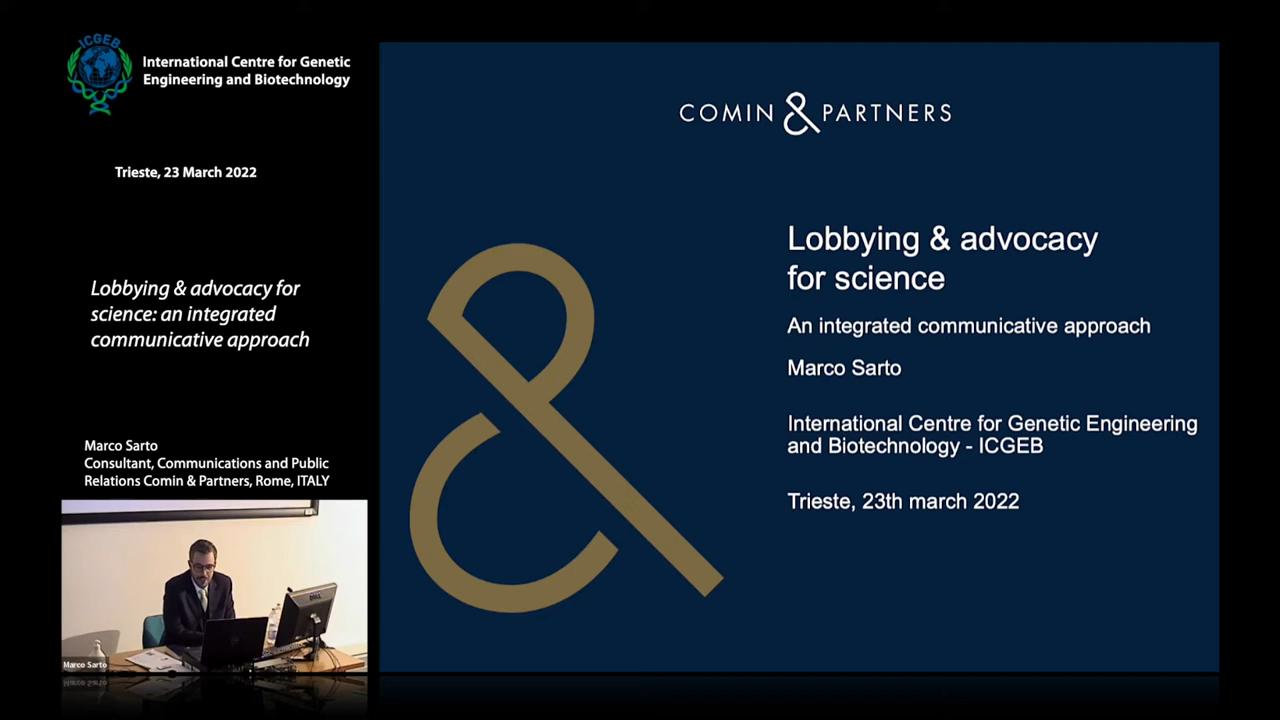 ICGEB
International Centre for Genetic
Engineering and Biotechnology
Trieste, 23 March 2022
Lobbying & advocacy for
science: an integrated
communicative approach
Marco Sarto
Consultant, Communications and Public
Relations Comin & Partners, Rome, ITALY
DELL
Marco Sarto
COMIN & PARTNERS
&
Lobbying & advocacy
for science
An integrated communicative approach
Marco Sarto
International Centre for Genetic Engineering
and Biotechnology - ICGEB
Trieste, 23th march 2022